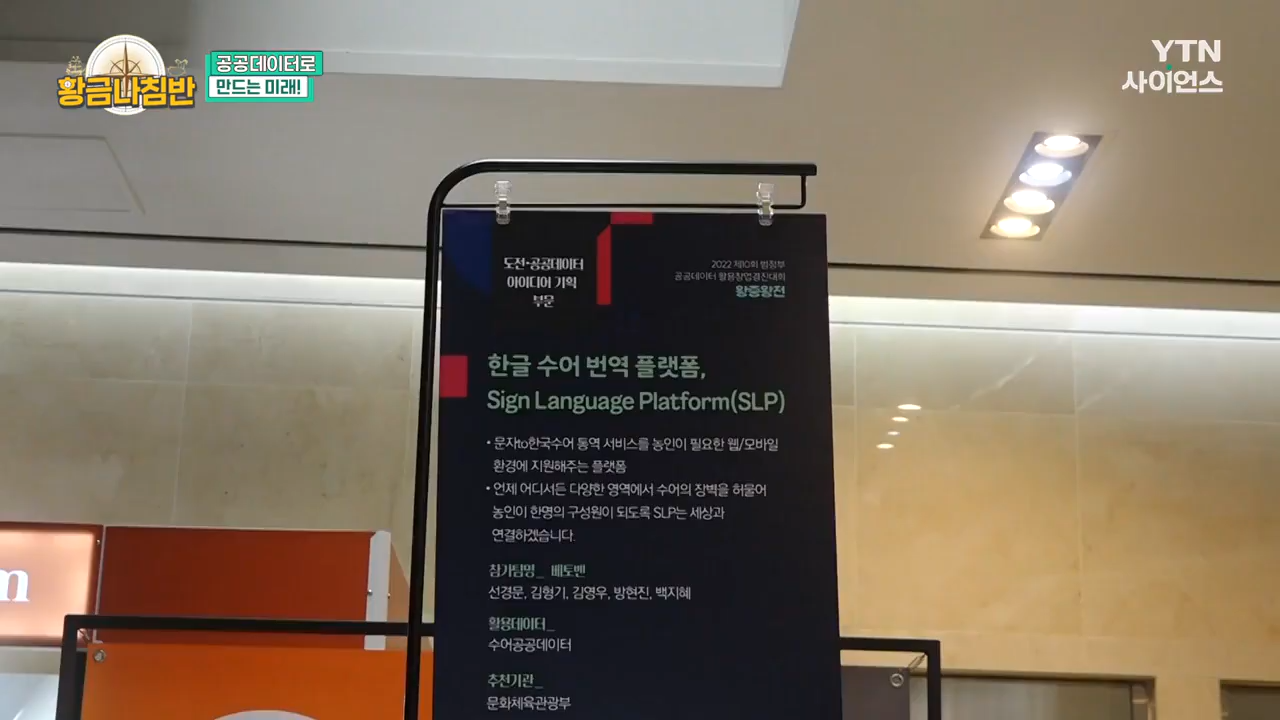 황금나침반
공공데이터로
만드는 미래!
YTN
사이언스
도전·공공데이터
아이디어 기획
부문
2022 제10회 범정부
공공데이터 활용창업경진대회
왕중왕전
한글 수어 번역 플랫폼,
Sign Language Platform(SLP)
• 문자to한국수어 통역 서비스를 농인이 필요한 웹/모바일
환경에 지원해주는 플랫폼
• 언제 어디서든 다양한 영역에서 수어의 장벽을 허물어
농인이 한명의 구성원이 되도록 SLP는 세상과
연결하겠습니다.
참가팀명_ 베토벤
선경문, 김형기, 김영우, 방현진, 백지혜
활용데이터_
수어공공데이터
추천기관_
문화체육관광부
m